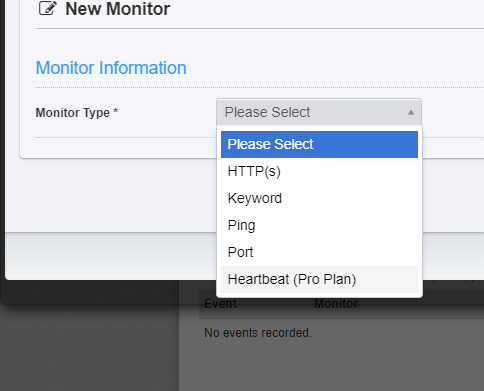 New Monitor
Monitor Information
Monitor Type *
Please Select
Please Select
HTTP(s)
Keyword
Ping
Port
Heartbeat (Pro Plan)
Event Monitor
No events recorded.